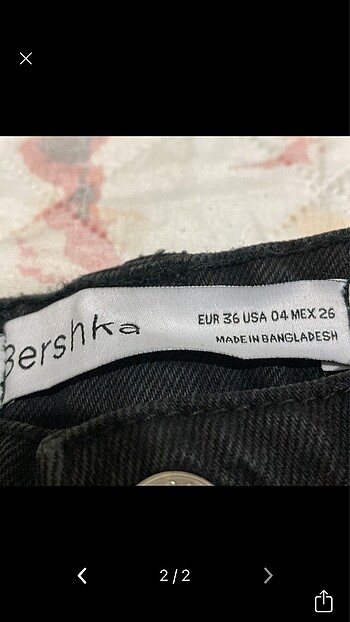 Bershka
EUR 36 USA 04 MEX 26
MADE IN BANGLADESH
2/2